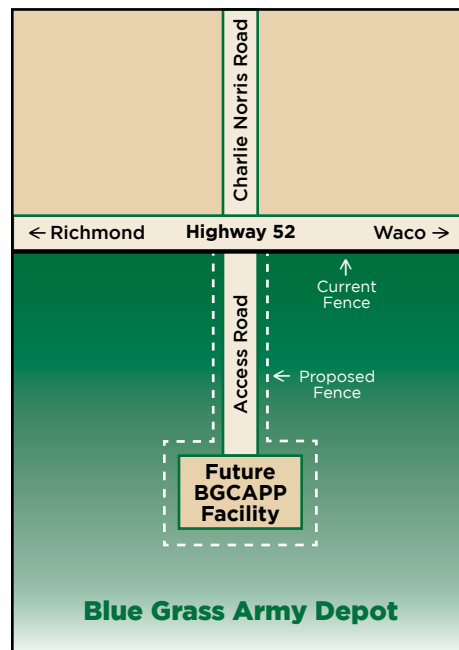 Charlie Norris Road
← Richmond Highway 52 Waco →
Current
Fence
Access Road
← Proposed
Fence
Future
BGCAPP
Facility
Blue Grass Army Depot